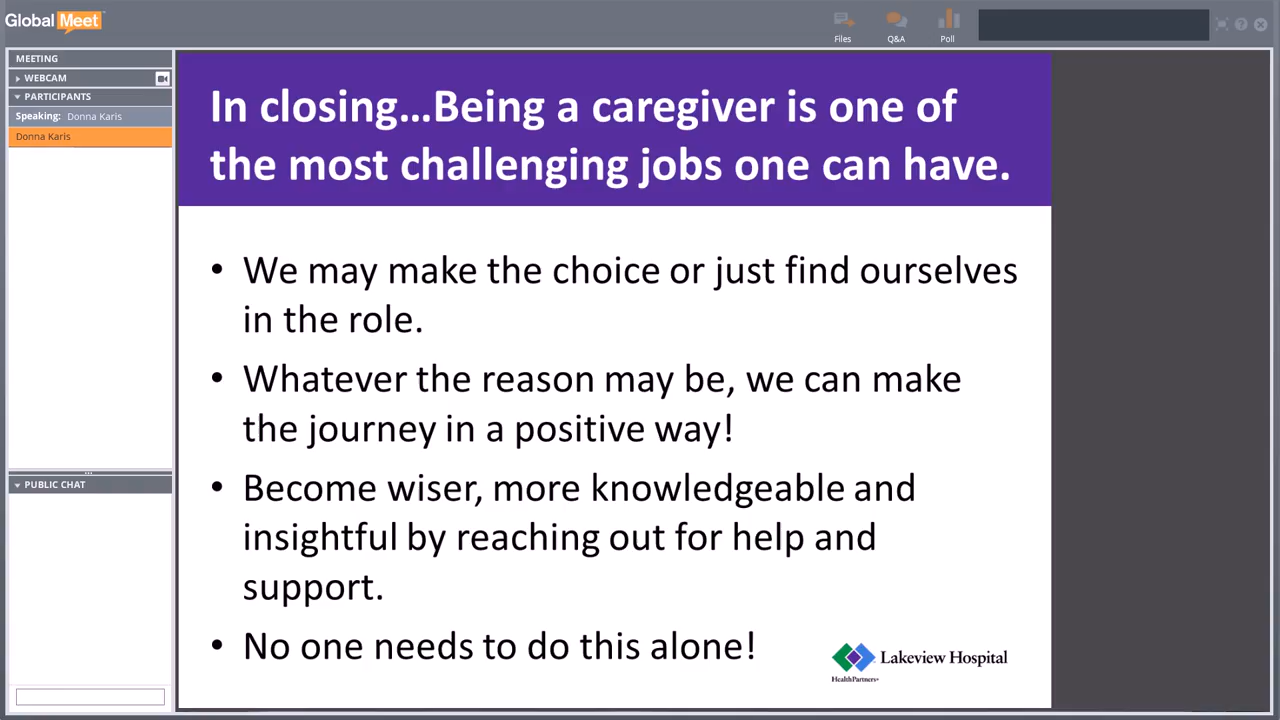 Global Meet
Files
Q&A
Poll
MEETING
WEBCAM
PARTICIPANTS
Speaking: Donna Karis
Donna Karis
PUBLIC CHAT
In closing...Being a caregiver is one of
the most challenging jobs one can have.
• We may make the choice or just find ourselves
in the role.
• Whatever the reason may be, we can make
the journey in a positive way!
• Become wiser, more knowledgeable and
insightful by reaching out for help and
support.
• No one needs to do this alone!
Lakeview Hospital
HealthPartners